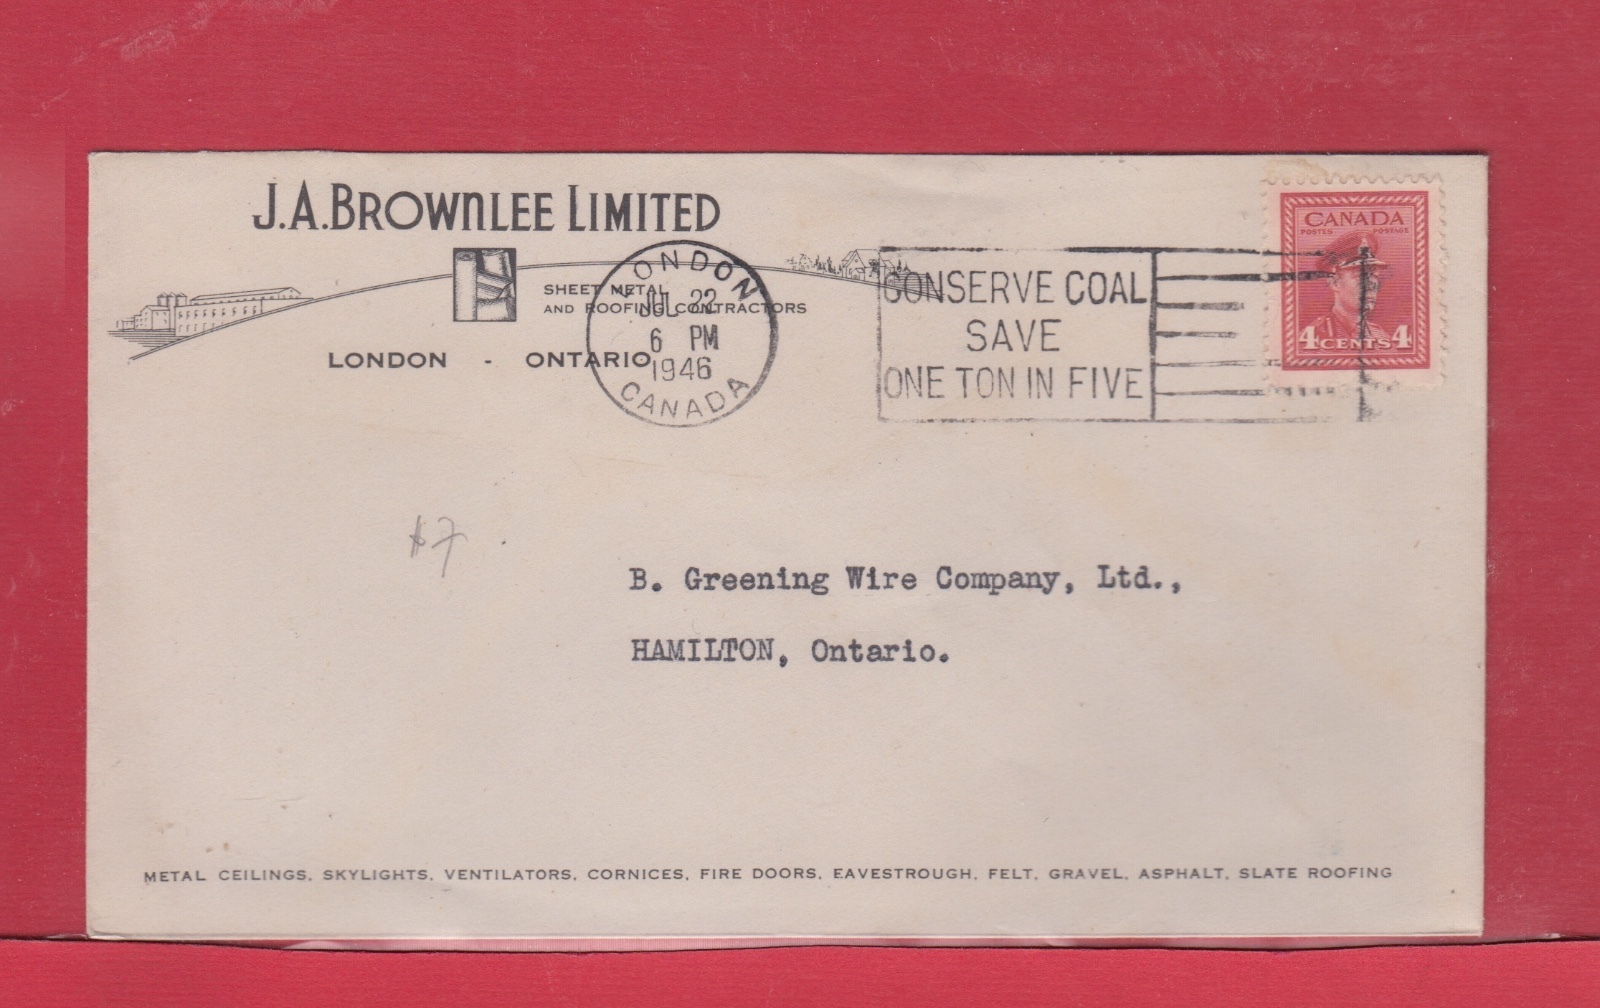 J.A. BROWNLEE LIMITED
SHEET METAL
AND ROOFING CONTRACTORS
LONDON - ONTARIO
LONDON
JUL 22
6 PM
1946
CANADA
CONSERVE COAL
SAVE
ONE TON IN FIVE
CANADA
POSTES POSTAGE
4 CENTS 4
$7
B. Greening Wire Company, Ltd.,
HAMILTON, Ontario.
METAL CEILINGS, SKYLIGHTS, VENTILATORS, CORNICES, FIRE DOORS, EAVESTROUGH, FELT, GRAVEL, ASPHALT, SLATE ROOFING